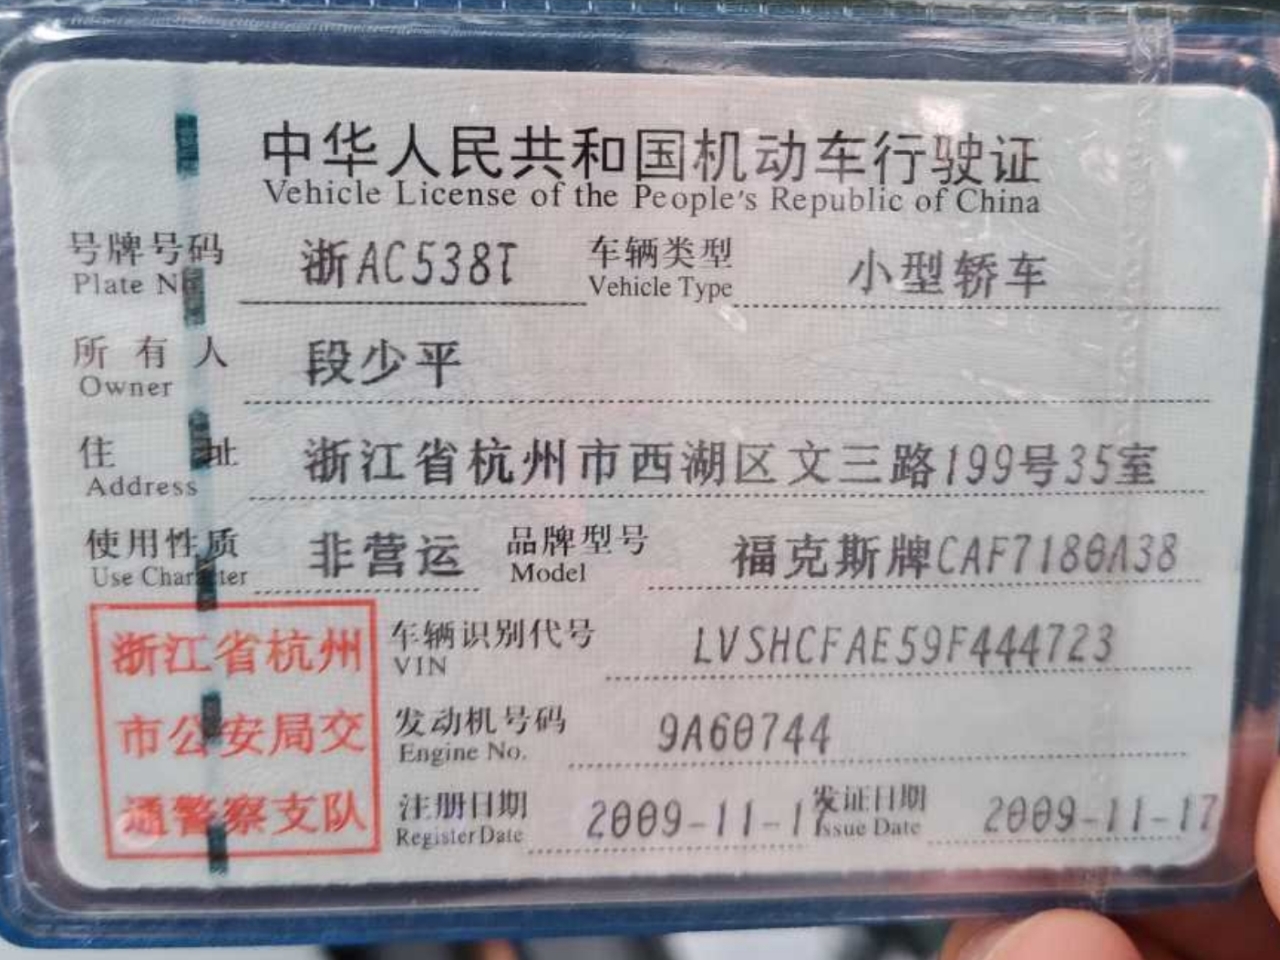 中华人民共和国机动车行驶证
Vehicle License of the People's Republic of China
号牌号码 浙AC538T 车辆类型 小型轿车
Plate No. Vehicle Type
所有人 段少平
Owner
住址 浙江省杭州市西湖区文三路199号35室
Address
使用性质 非营运 品牌型号 福克斯牌CAF7180A38
Use Character Model
浙江省杭州
市公安局交
通警察支队
车辆识别代号 LVSHCFAE59F444723
VIN
发动机号码 9A60744
Engine No.
注册日期 2009-11-17 发证日期 2009-11-17
Register Date Issue Date